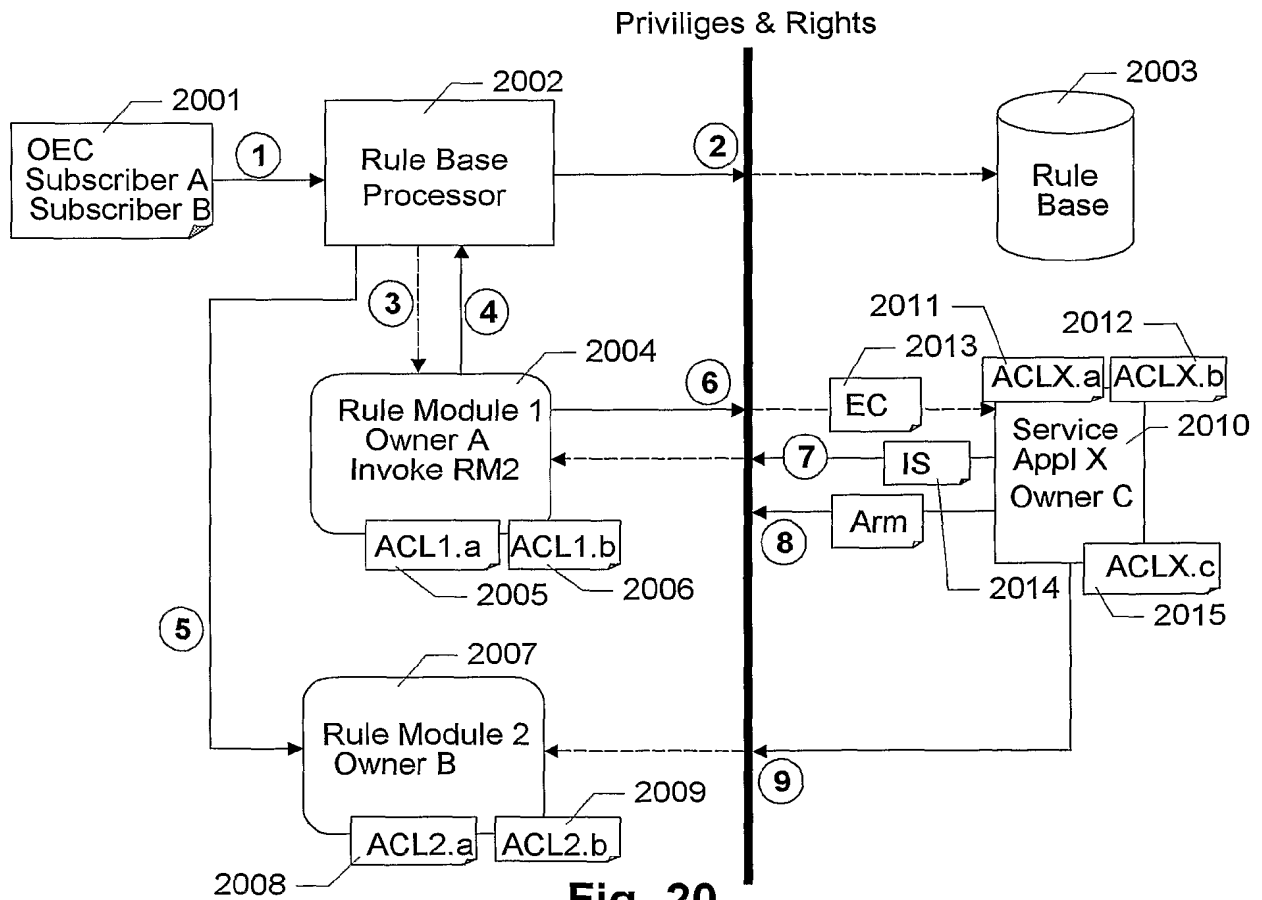 Priviliges & Rights
2001
2002
2003
OEC
Subscriber A
Subscriber B
1
Rule Base
Processor
2
Rule
Base
3
4
2004
2011
2012
2013
ACLX.a
ACLX.b
Rule Module 1
Owner A
Invoke RM2
6
EC
Service
Appl X
Owner C
2010
7
IS
8
Arm
ACL1.a
ACL1.b
ACLX.c
2005
2006
2014
2015
5
2007
Rule Module 2
Owner B
9
2009
ACL2.a
ACL2.b
2008
Fig. 20